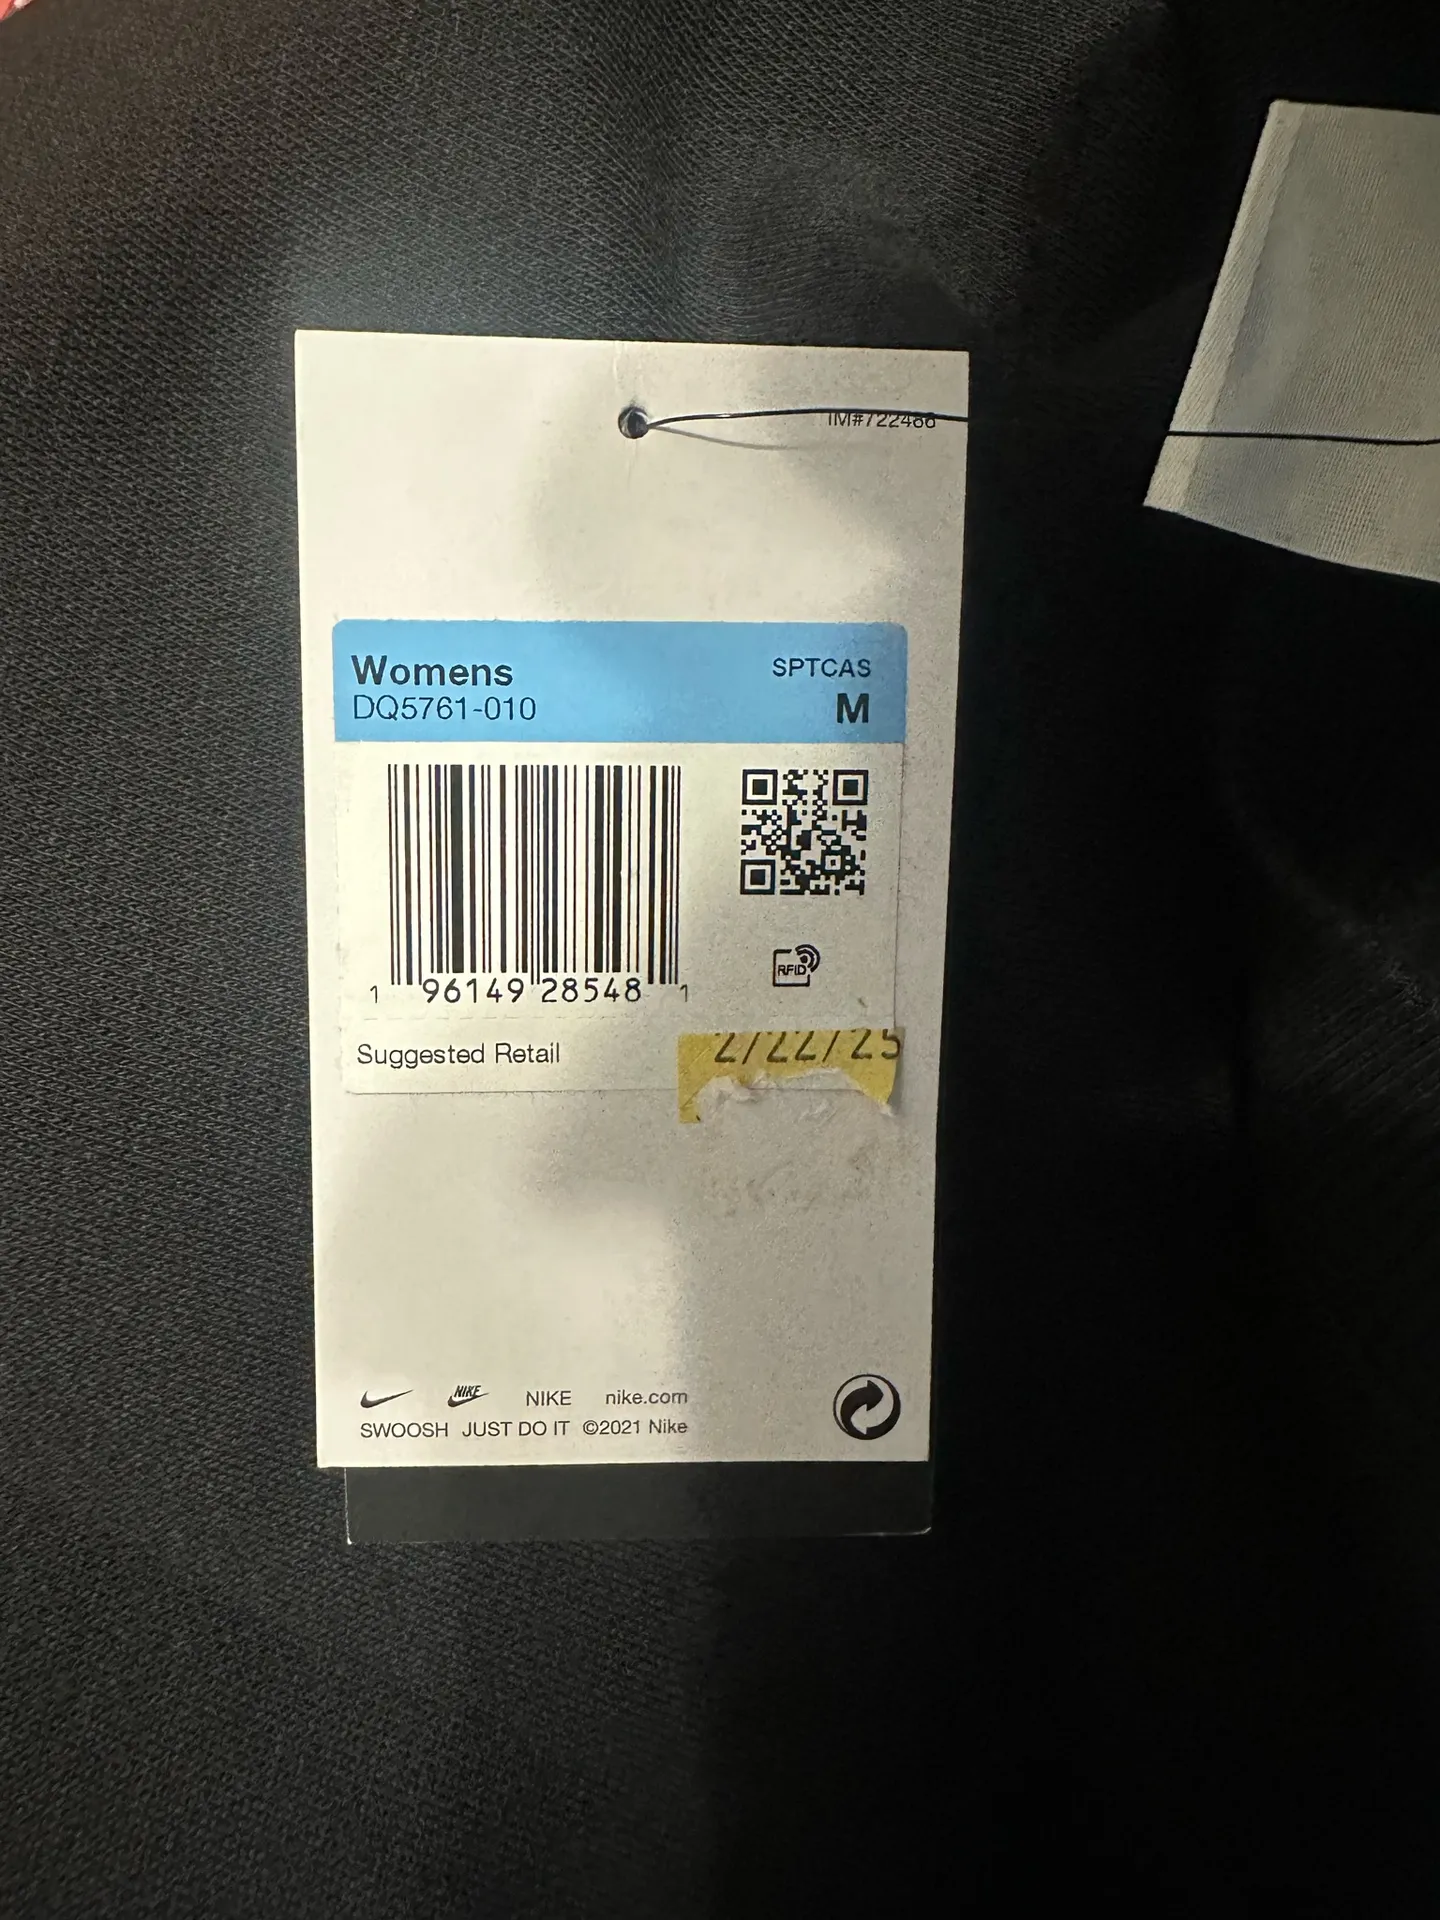 IM#722486
Womens
SPTCAS
DQ5761-010
M
1 96149 28548 1
RFID
Suggested Retail
2/22/25
NIKE NIKE nike.com
SWOOSH JUST DO IT ©2021 Nike